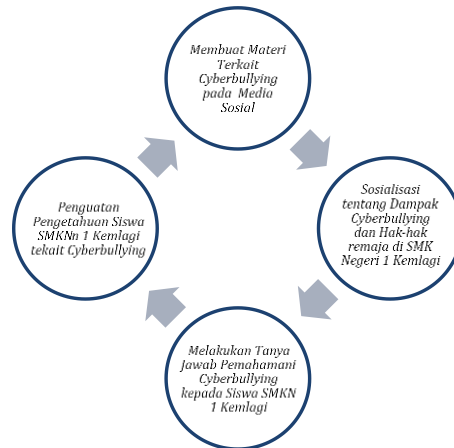 Membuat Materi
Terkait
Cyberbullying
pada Media
Sosial
Sosialisasi
tentang Dampak
Cyberbullying
dan Hak-hak
remaja di SMK
Negeri 1 Kemlagi
Melakukan Tanya
Jawab Pemahamani
Cyberbullying
kepada Siswa SMKN
1 Kemlagi
Penguatan
Pengetahuan Siswa
SMKNn 1 Kemlagi
tekait Cyberbullying